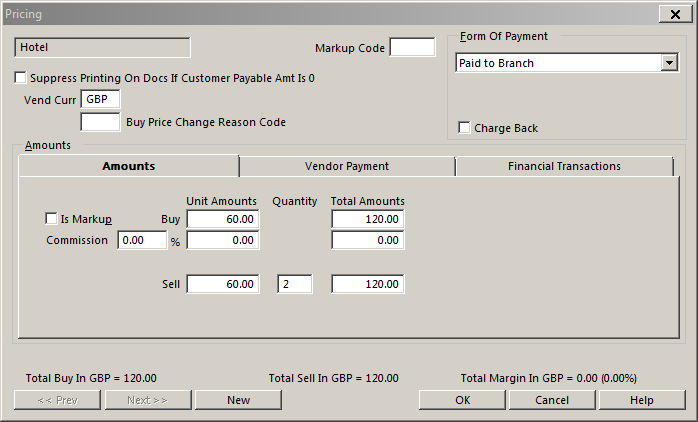 Pricing
Hotel
Markup Code
Form Of Payment
Paid to Branch
Suppress Printing On Docs If Customer Payable Amt Is 0
Vend Curr GBP
Buy Price Change Reason Code
Charge Back
Amounts
Amounts Vendor Payment Financial Transactions
Unit Amounts Quantity Total Amounts
Is Markup Buy 60.00 120.00
Commission 0.00 % 0.00 0.00
Sell 60.00 2 120.00
Total Buy In GBP = 120.00 Total Sell In GBP = 120.00 Total Margin In GBP = 0.00 (0.00%)
<< Prev Next >> New OK Cancel Help